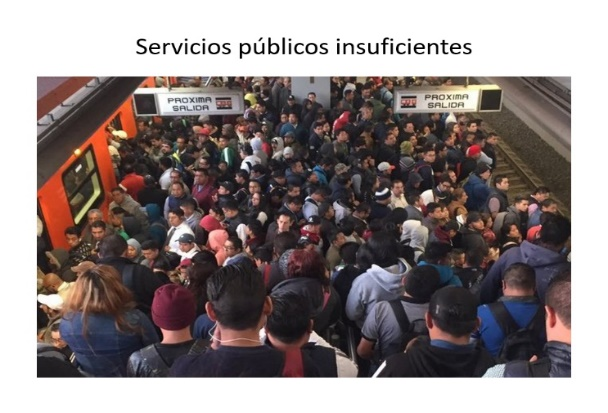 Servicios públicos insuficientes
PROXIMA
SALIDA
PROXIMA
SALIDA